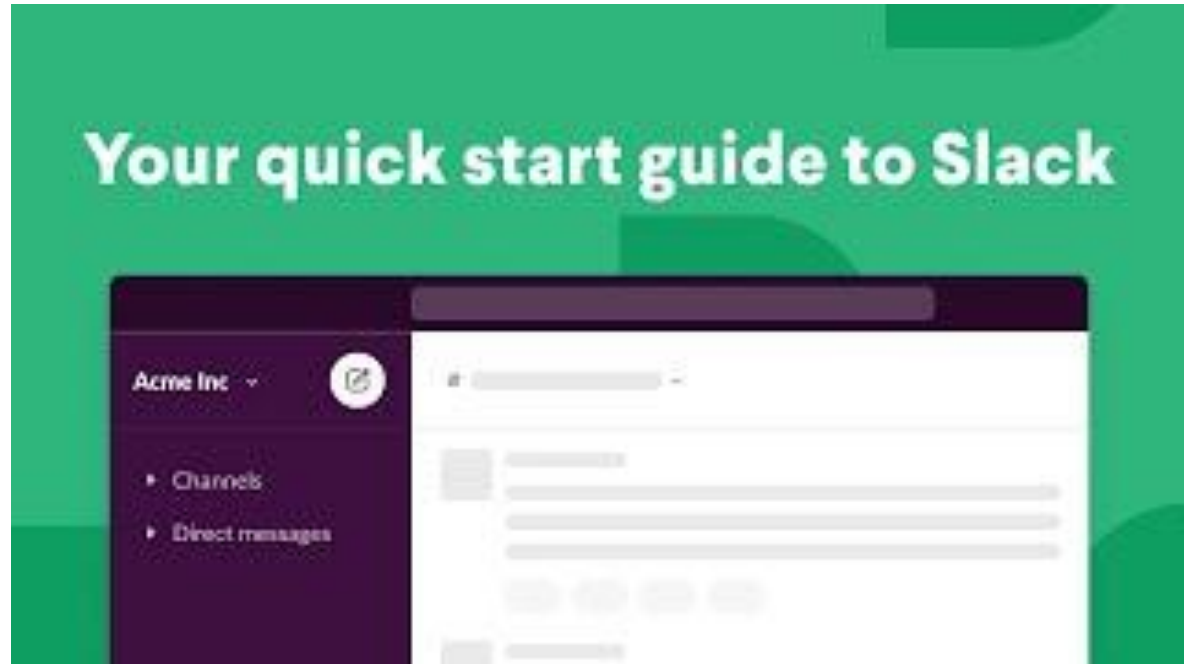 Your quick start guide to Slack
Acme Inc
#
Channels
Direct messages